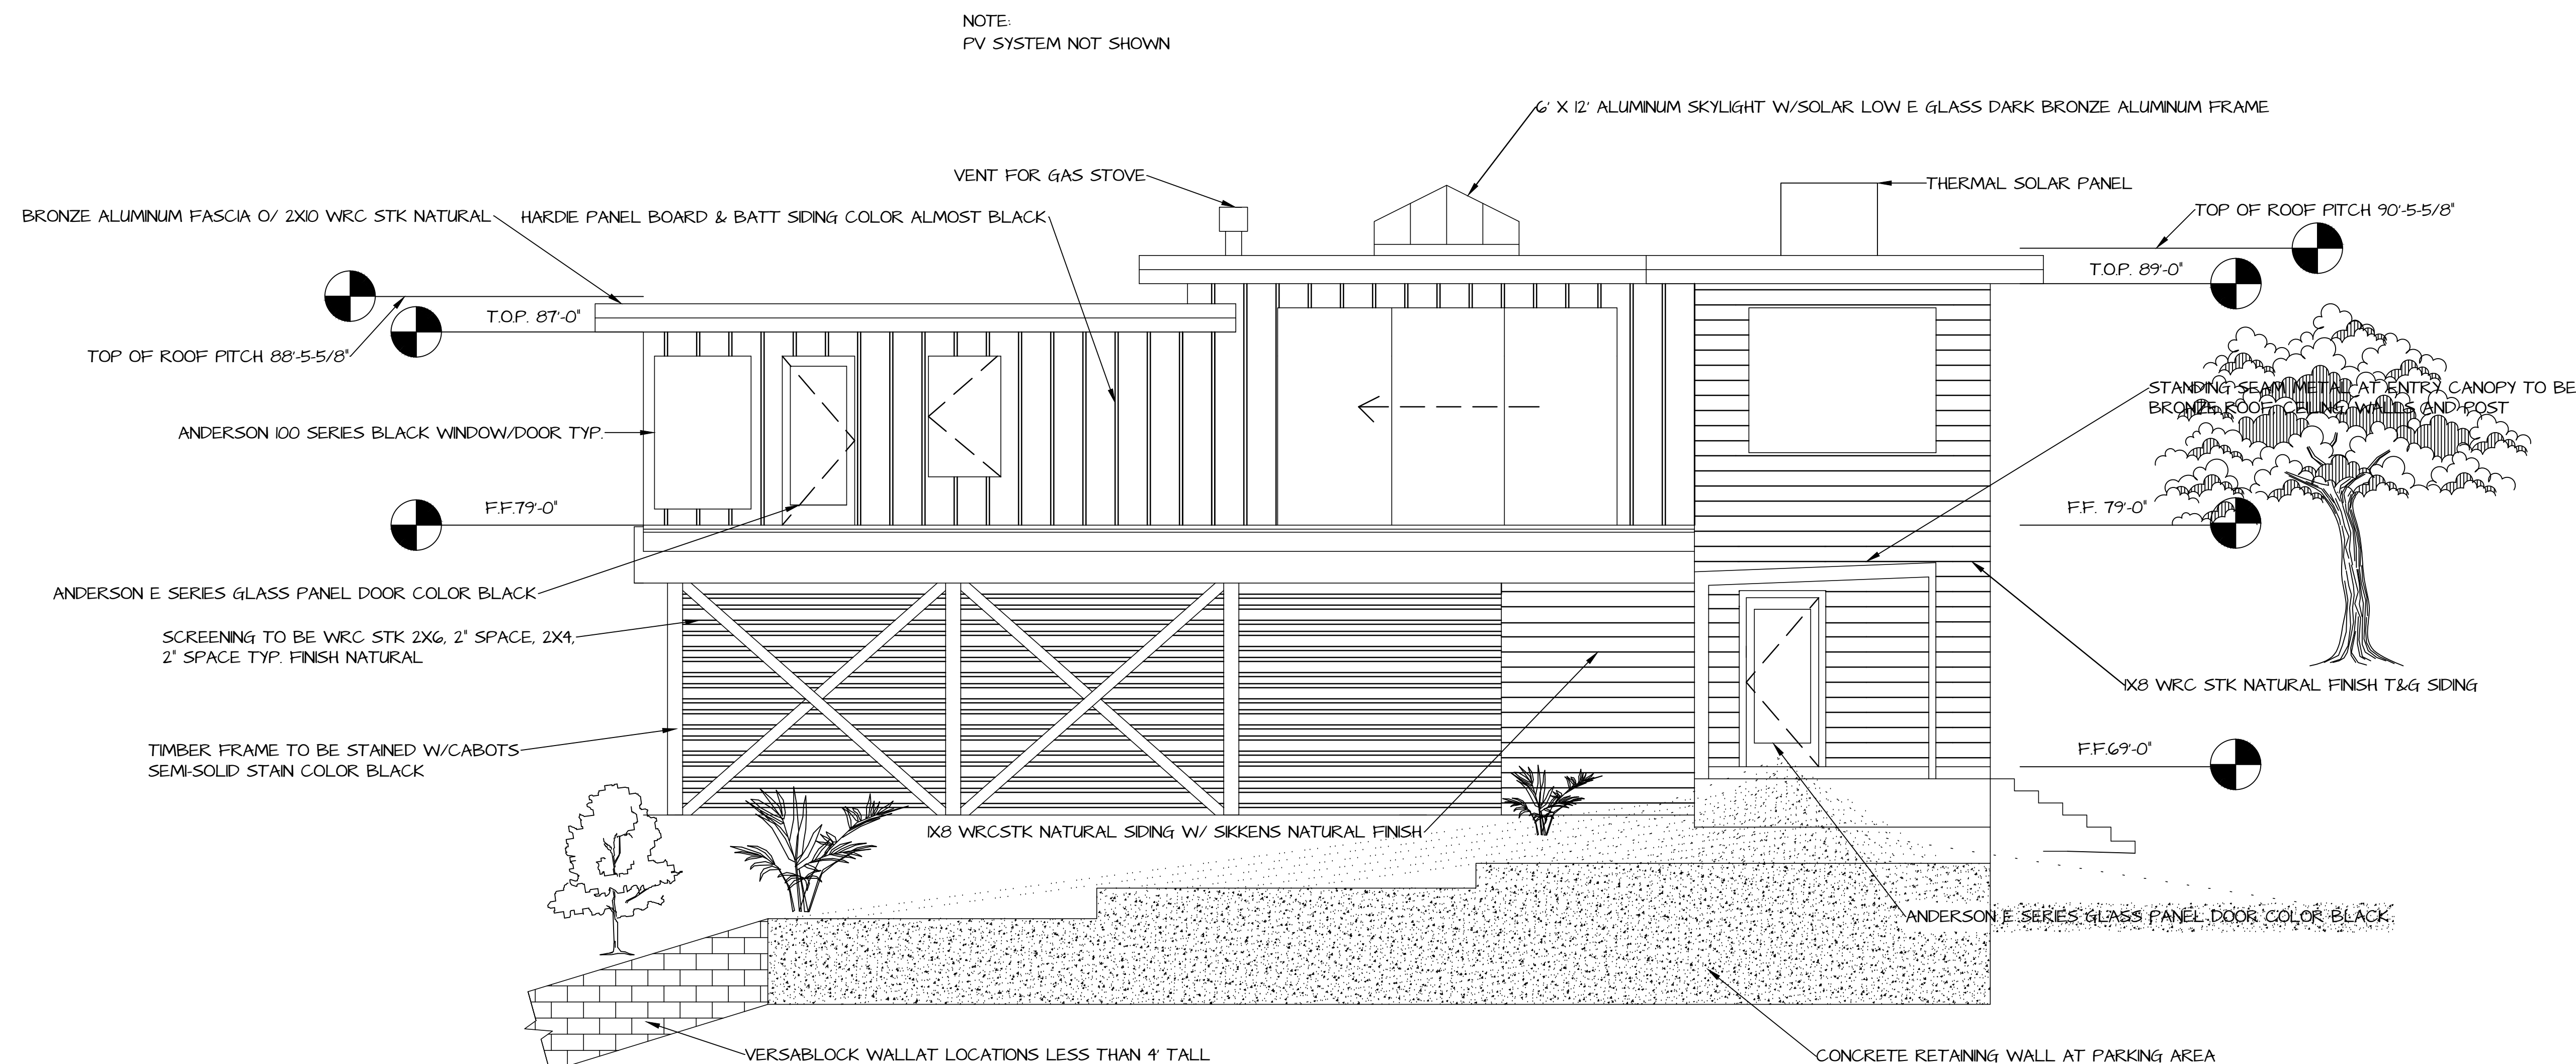 NOTE:
PV SYSTEM NOT SHOWN
6' X 12' ALUMINUM SKYLIGHT W/SOLAR LOW E GLASS DARK BRONZE ALUMINUM FRAME
VENT FOR GAS STOVE
THERMAL SOLAR PANEL
BRONZE ALUMINUM FASCIA O/ 2X10 WRC STK NATURAL
HARDIE PANEL BOARD & BATT SIDING COLOR ALMOST BLACK
TOP OF ROOF PITCH 90'-5-5/8"
T.O.P. 89'-0"
T.O.P. 87'-0"
TOP OF ROOF PITCH 88'-5-5/8"
STANDING SEAM METAL AT ENTRY CANOPY TO BE
BRONZE ROOF, CEILING, WALLS AND POST
ANDERSON 100 SERIES BLACK WINDOW/DOOR TYP.
F.F.79'-0"
F.F. 79'-0"
ANDERSON E SERIES GLASS PANEL DOOR COLOR BLACK
SCREENING TO BE WRC STK 2X6, 2" SPACE, 2X4,
2" SPACE TYP. FINISH NATURAL
1X8 WRC STK NATURAL FINISH T&G SIDING
TIMBER FRAME TO BE STAINED W/CABOTS
SEMI-SOLID STAIN COLOR BLACK
F.F.69'-0"
1X8 WRCSTK NATURAL SIDING W/ SIKKENS NATURAL FINISH
ANDERSON E SERIES GLASS PANEL DOOR COLOR BLACK
VERSABLOCK WALLAT LOCATIONS LESS THAN 4' TALL
CONCRETE RETAINING WALL AT PARKING AREA